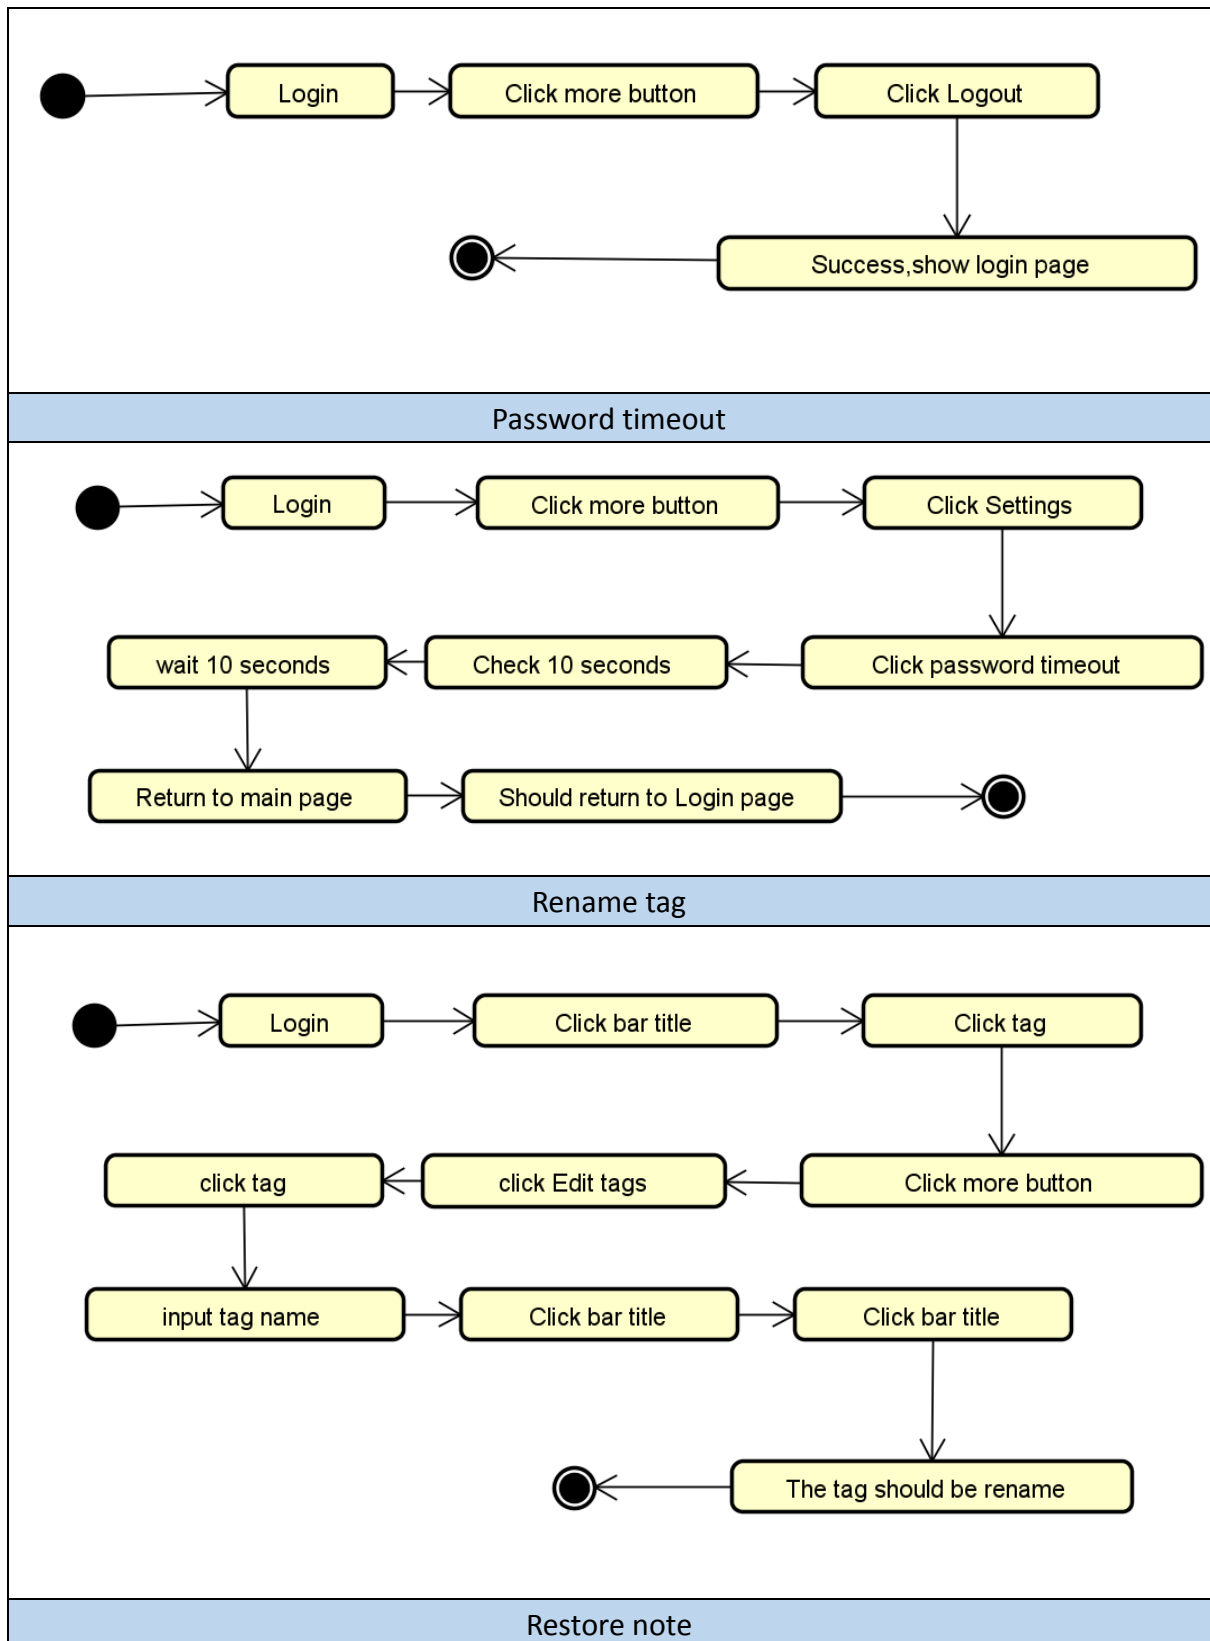 Login
Click more button
Click Logout
Success,show login page
Password timeout
Login
Click more button
Click Settings
Click password timeout
Check 10 seconds
wait 10 seconds
Return to main page
Should return to Login page
Rename tag
Login
Click bar title
Click tag
Click more button
click Edit tags
click tag
input tag name
Click bar title
Click bar title
The tag should be rename
Restore note